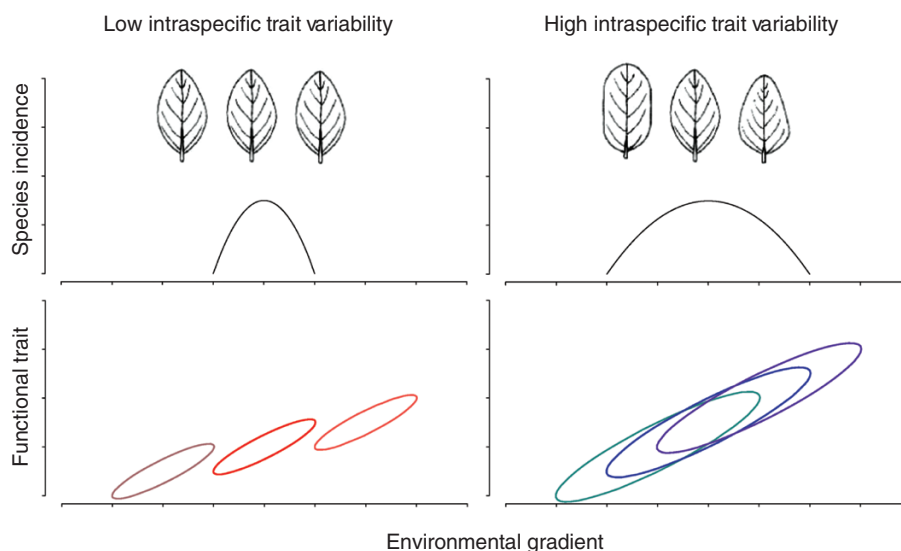 Low intraspecific trait variability
High intraspecific trait variability
Species incidence
Functional trait
Environmental gradient